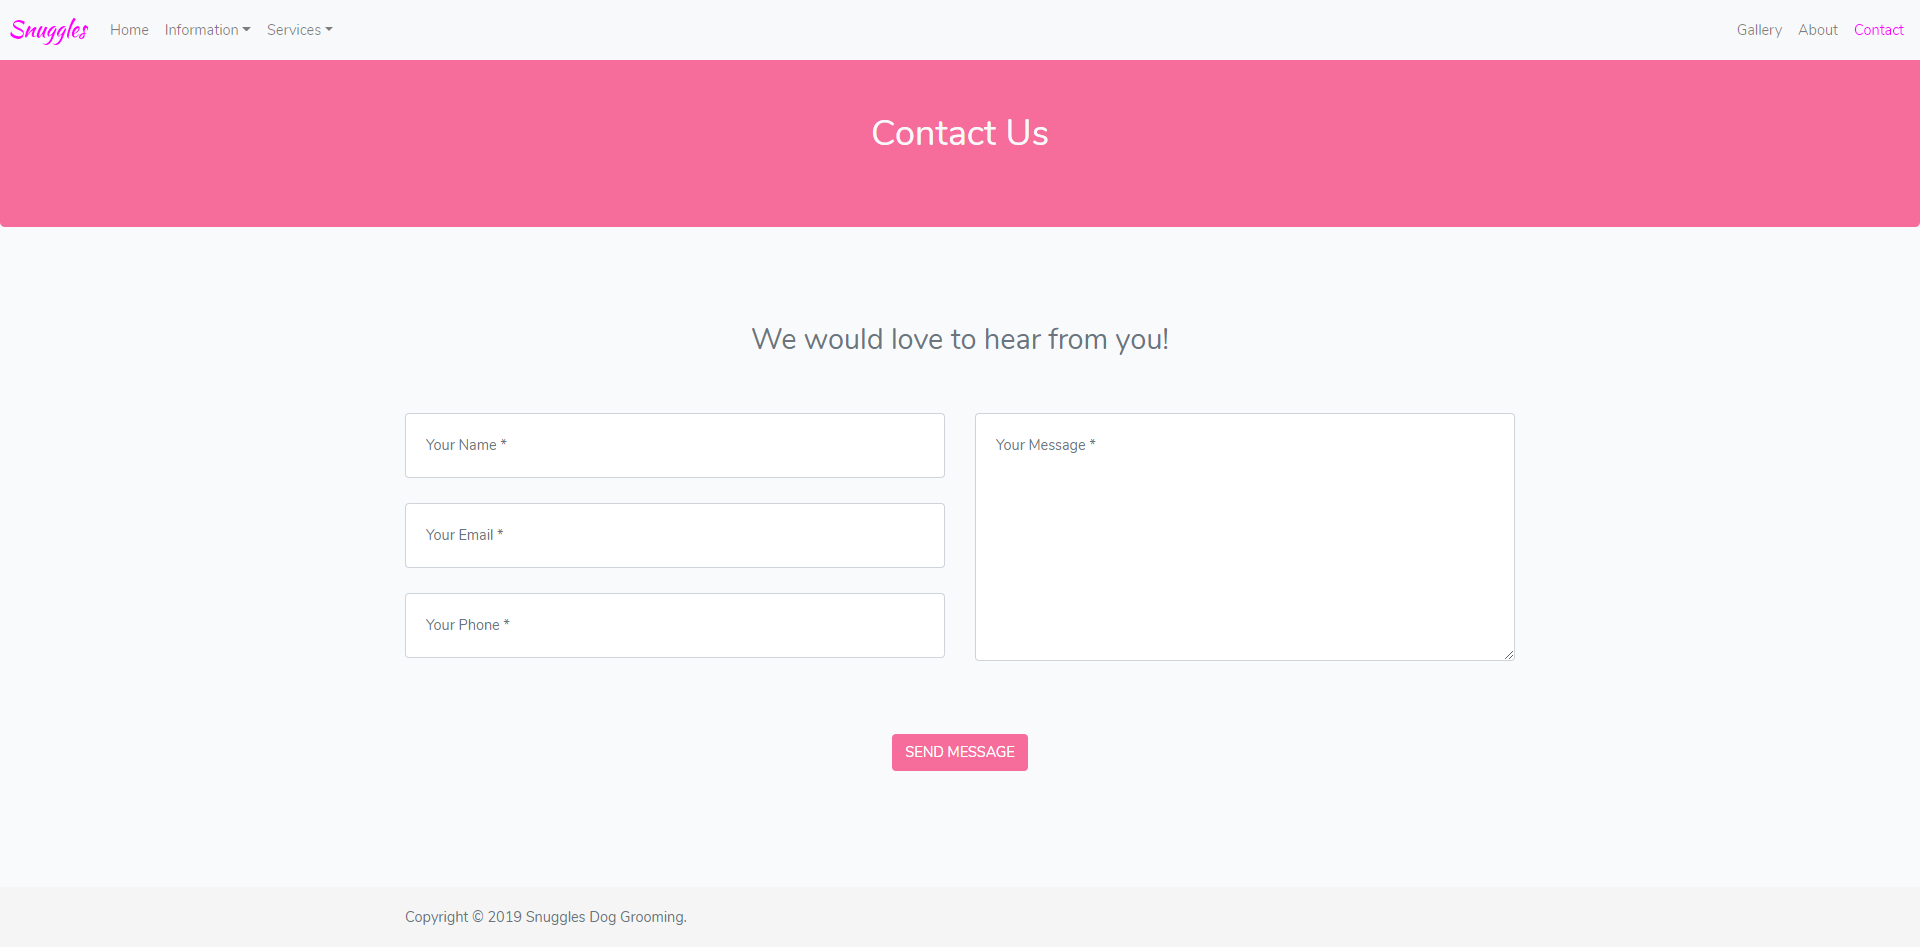 Snuggles Home Information Services Gallery About Contact
Contact Us
We would love to hear from you!
Your Name *
Your Email *
Your Phone *
Your Message *
SEND MESSAGE
Copyright © 2019 Snuggles Dog Grooming.